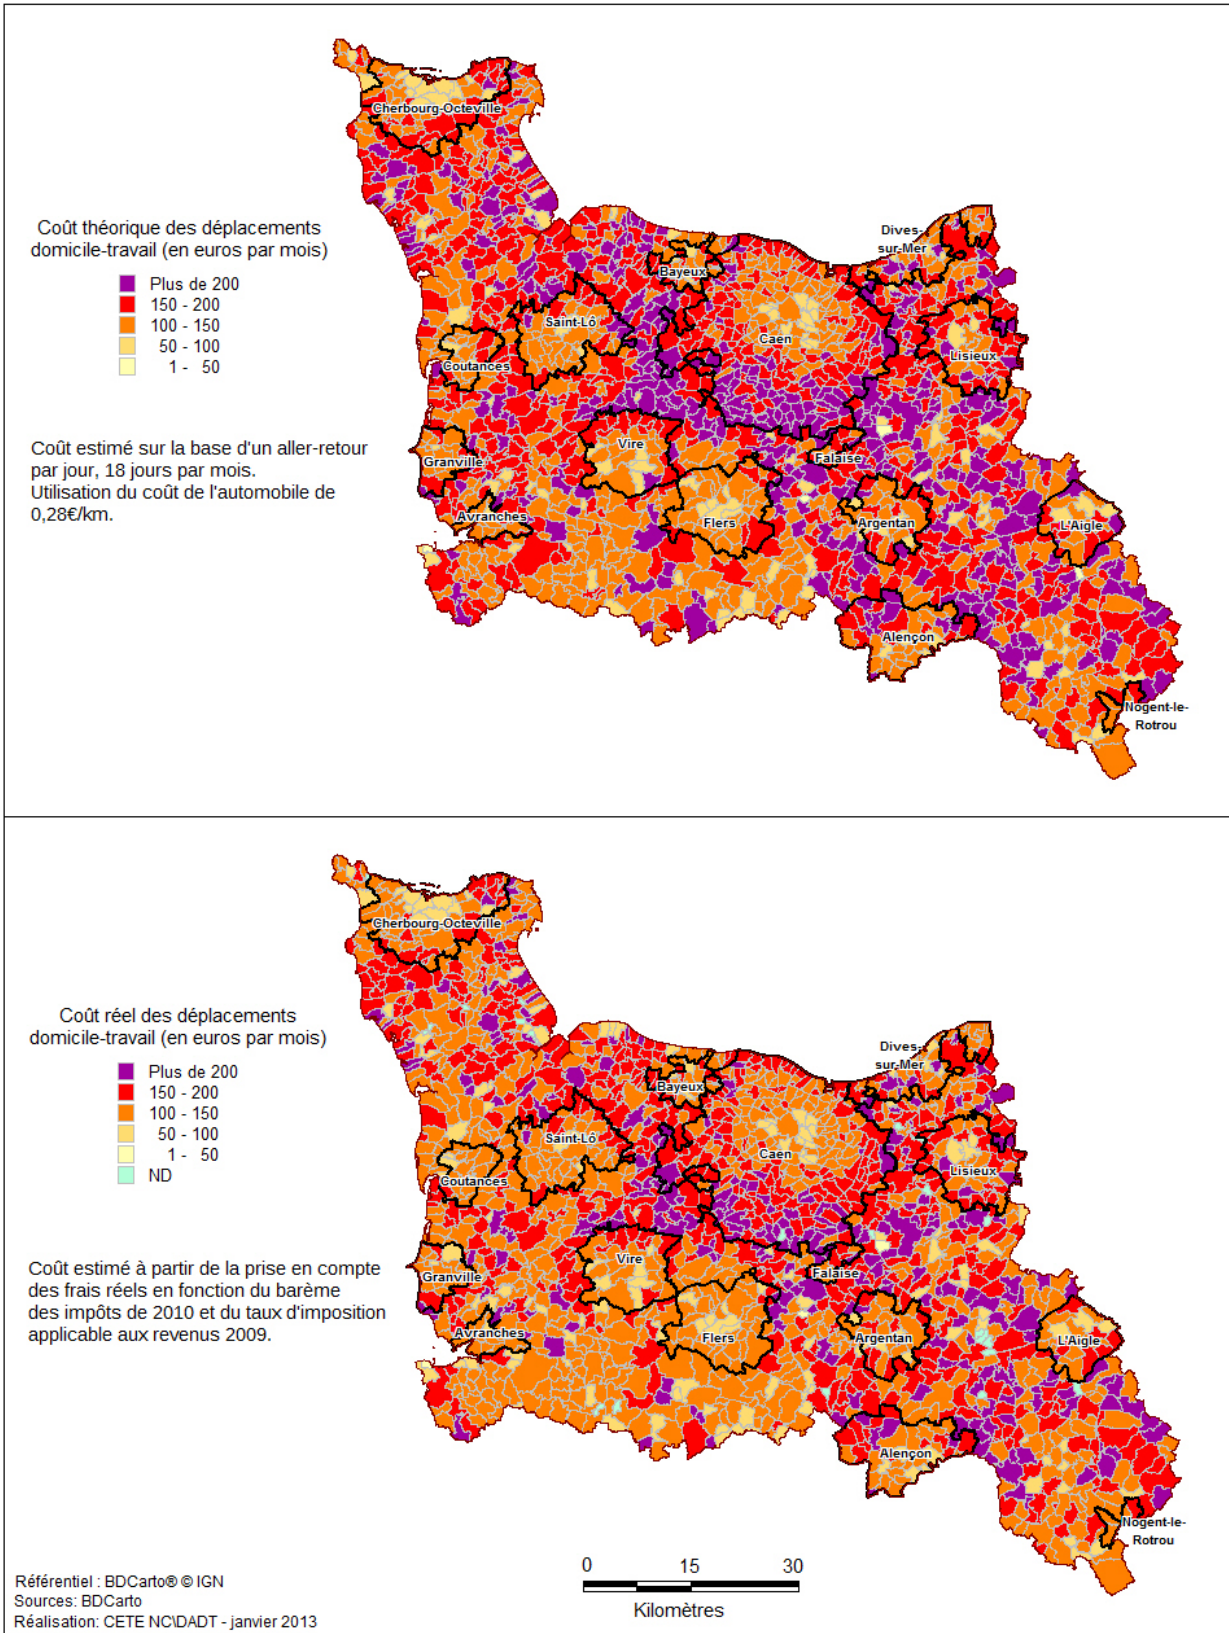 Cherbourg-Octeville
Coût théorique des déplacements
domicile-travail (en euros par mois)
Plus de 200
150 - 200
100 - 150
50 - 100
1 - 50
Coût estimé sur la base d'un aller-retour
par jour, 18 jours par mois.
Utilisation du coût de l'automobile de
0,28€/km.
Dives-
sur-Mer
Bayeux
Saint-Lô
Caen
Coutances
Lisieux
Vire
Falaise
Granville
Avranches
Flers
Argentan
L'Aigle
Alençon
Nogent-le-
Rotrou
Cherbourg-Octeville
Coût réel des déplacements
domicile-travail (en euros par mois)
Plus de 200
150 - 200
100 - 150
50 - 100
1 - 50
ND
Coût estimé à partir de la prise en compte
des frais réels en fonction du barème
des impôts de 2010 et du taux d'imposition
applicable aux revenus 2009.
Dives-
sur-Mer
Bayeux
Saint-Lô
Caen
Coutances
Lisieux
Vire
Falaise
Granville
Avranches
Flers
Argentan
L'Aigle
Alençon
Nogent-le-
Rotrou
0 15 30
Kilomètres
Référentiel : BDCarto® © IGN
Sources: BDCarto
Réalisation: CETE NC\DADT - janvier 2013